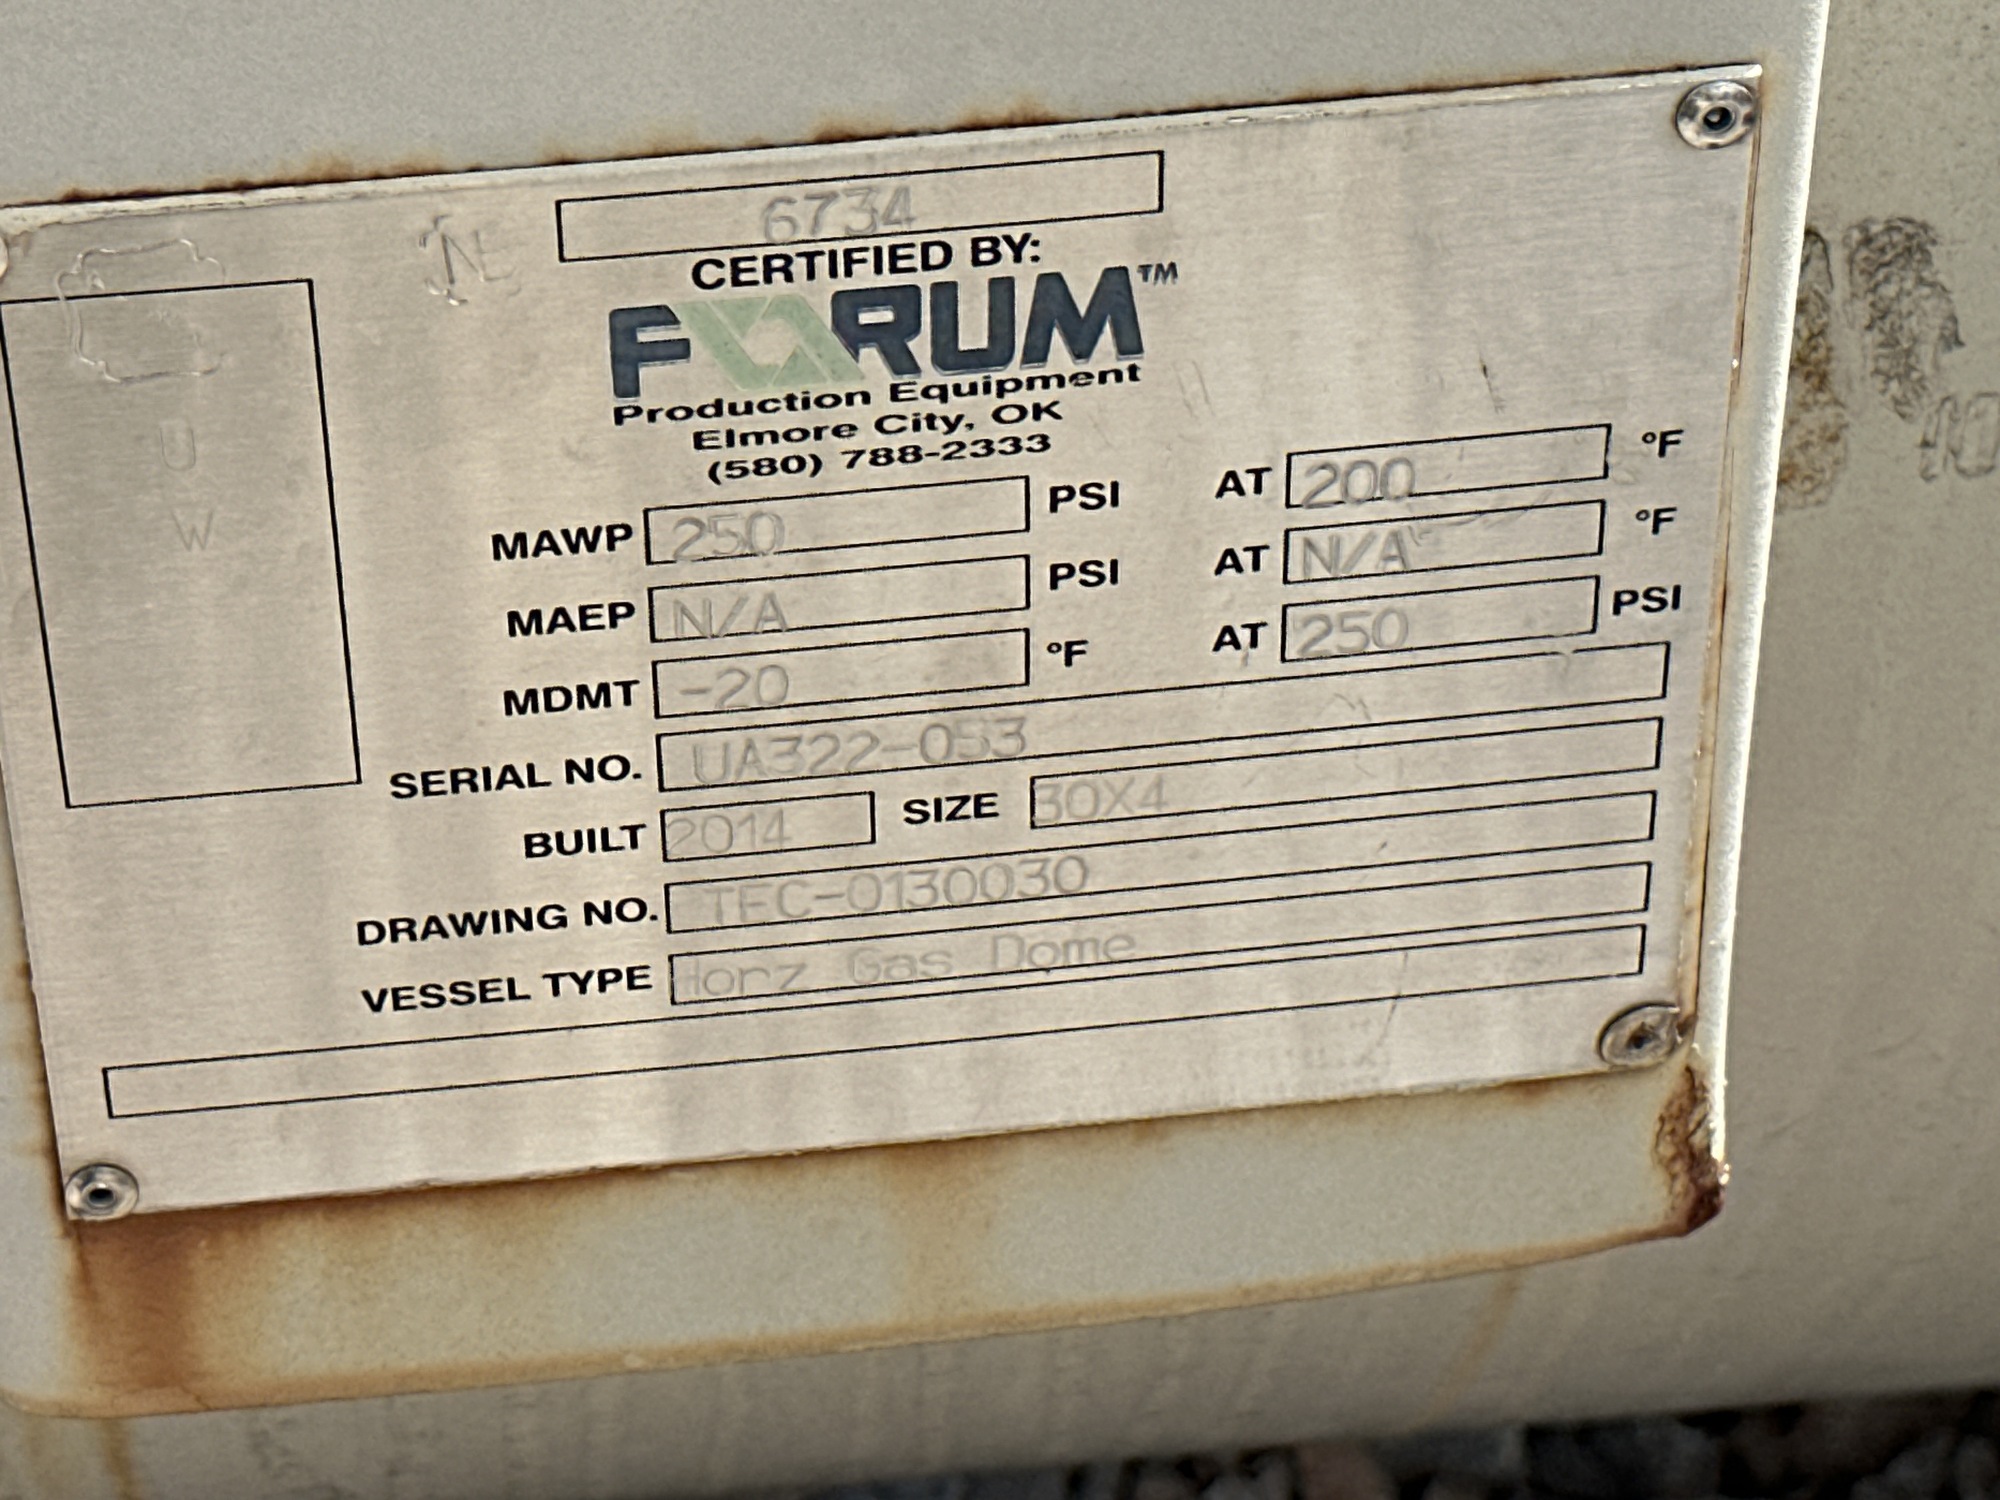 6734
CERTIFIED BY:
FORUM™
Production Equipment
Elmore City, OK
(580) 788-2333
U
W
MAWP 250 PSI AT 200 °F
MAEP N/A PSI AT N/A °F
MDMT -20 °F AT 250 PSI
SERIAL NO. UA322-053
BUILT 2014 SIZE 30X4
DRAWING NO. TEC-0130030
VESSEL TYPE Horz Gas Dome
10